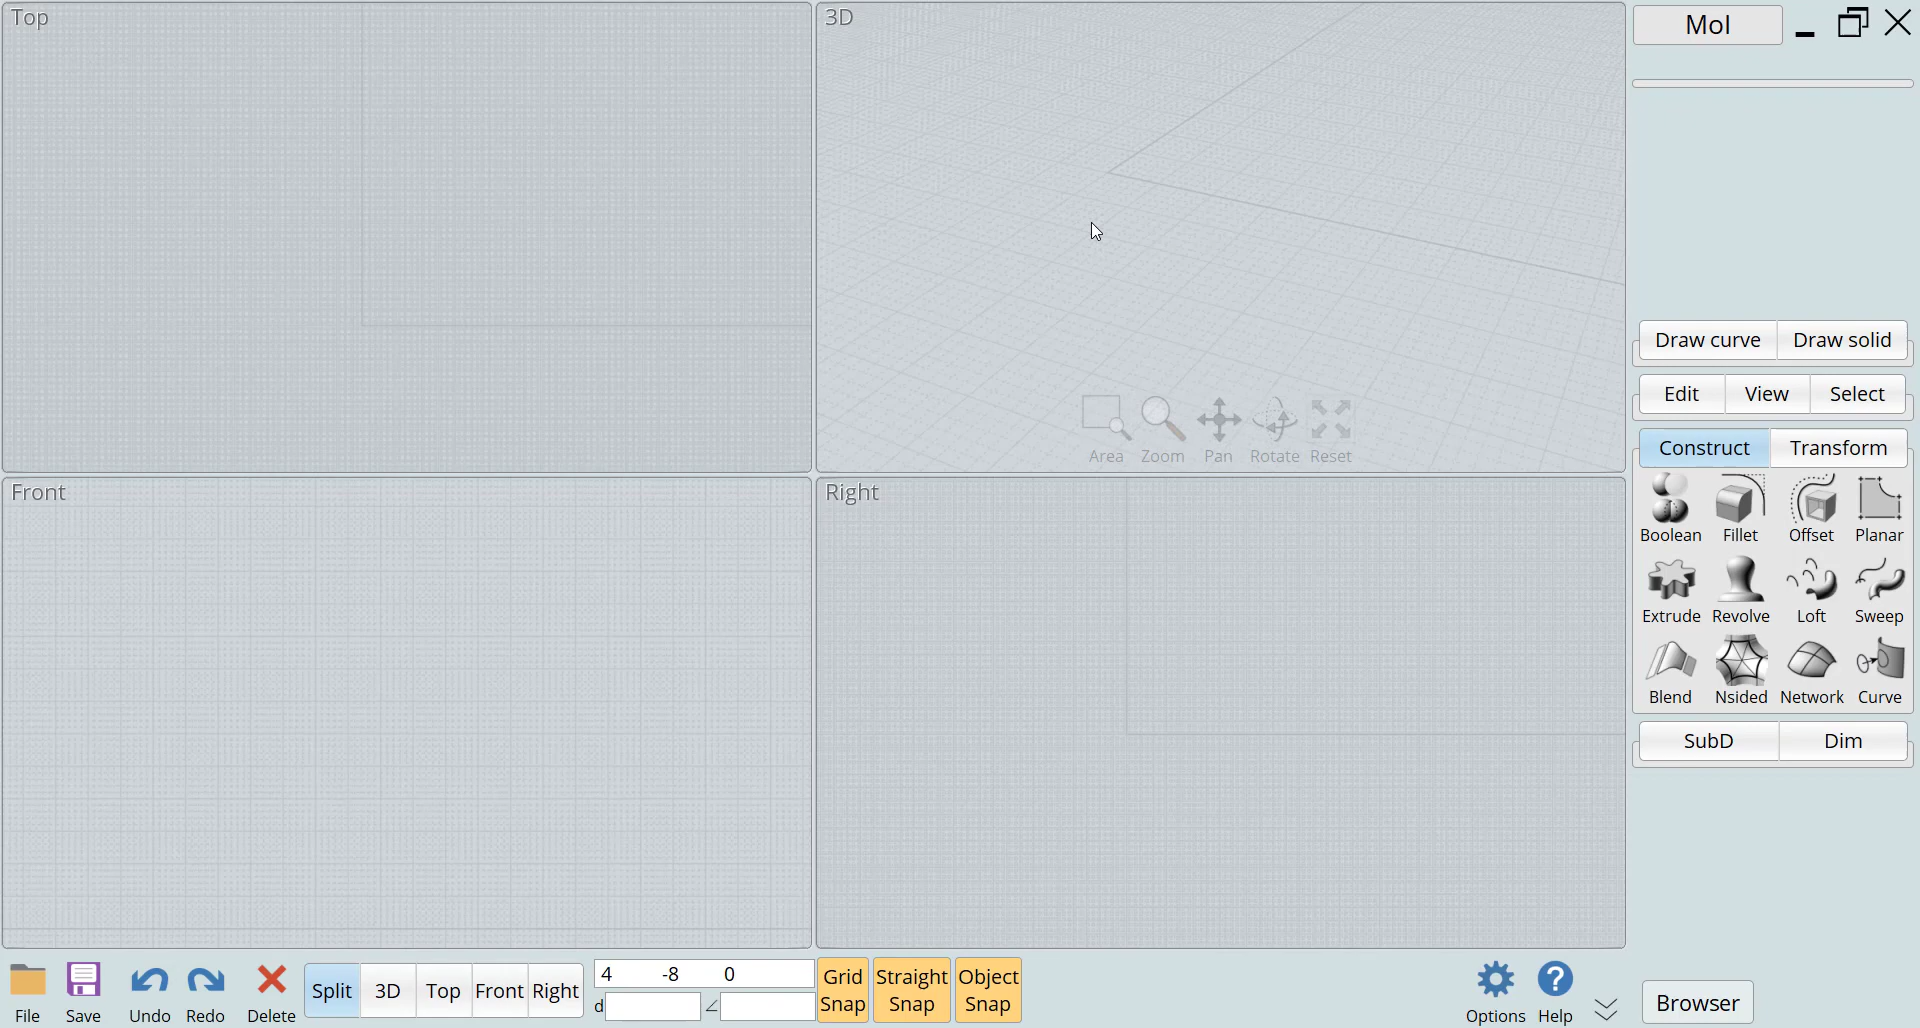 Top
3D
MoI
Draw curve Draw solid
Edit View Select
Construct Transform
Boolean Fillet Offset Planar
Extrude Revolve Loft Sweep
Blend Nsided Network Curve
SubD Dim
Area Zoom Pan Rotate Reset
Front
Right
File Save Undo Redo Delete
Split 3D Top Front Right
4 -8 0
d ∠
Grid Snap
Straight Snap
Object Snap
Options Help
Browser